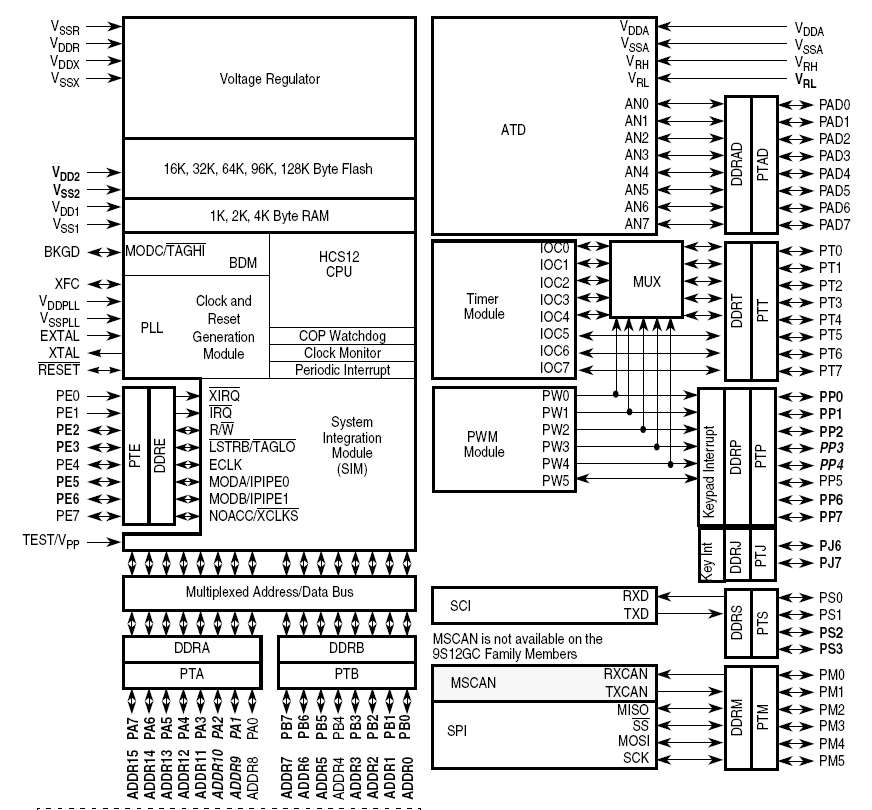 VSSR
VDDR
VDDX
VSSX
Voltage Regulator
VDD2
VSS2
VDD1
VSS1
16K, 32K, 64K, 96K, 128K Byte Flash
1K, 2K, 4K Byte RAM
BKGD
XFC
VDDPLL
VSSPLL
EXTAL
XTAL
RESET
MODC/TAGHI
BDM
PLL
Clock and
Reset
Generation
Module
HCS12
CPU
COP Watchdog
Clock Monitor
Periodic Interrupt
PE0
PE1
PE2
PE3
PE4
PE5
PE6
PE7
TEST/VPP
PTE
DDRE
XIRQ
IRQ
R/W
LSTRB/TAGLO
ECLK
MODA/IPIPE0
MODB/IPIPE1
NOACC/XCLKS
System
Integration
Module
(SIM)
Multiplexed Address/Data Bus
DDRA
PTA
DDRB
PTB
PA7
PA6
PA5
PA4
PA3
PA2
PA1
PA0
PB7
PB6
PB5
PB4
PB3
PB2
PB1
PB0
ADDR15
ADDR14
ADDR13
ADDR12
ADDR11
ADDR10
ADDR9
ADDR8
ADDR7
ADDR6
ADDR5
ADDR4
ADDR3
ADDR2
ADDR1
ADDR0
ATD
VDDA
VSSA
VRH
VRL
AN0
AN1
AN2
AN3
AN4
AN5
AN6
AN7
DDRAD
PTAD
VDDA
VSSA
VRH
VRL
PAD0
PAD1
PAD2
PAD3
PAD4
PAD5
PAD6
PAD7
Timer
Module
IOC0
IOC1
IOC2
IOC3
IOC4
IOC5
IOC6
IOC7
MUX
DDRT
PTT
PT0
PT1
PT2
PT3
PT4
PT5
PT6
PT7
PWM
Module
PW0
PW1
PW2
PW3
PW4
PW5
Keypad Interrupt
DDRP
PTP
PP0
PP1
PP2
PP3
PP4
PP5
PP6
PP7
Key Int
DDRJ
PTJ
PJ6
PJ7
SCI
RXD
TXD
DDRS
PTS
PS0
PS1
PS2
PS3
MSCAN is not available on the
9S12GC Family Members
MSCAN
RXCAN
TXCAN
SPI
MISO
SS
MOSI
SCK
DDRM
PTM
PM0
PM1
PM2
PM3
PM4
PM5